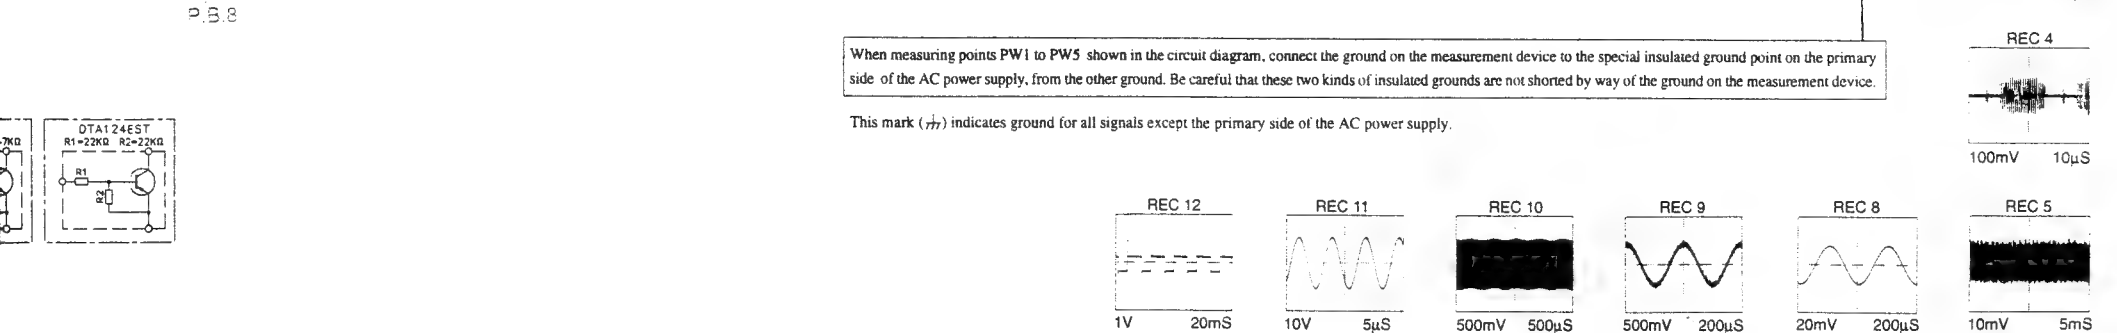 P.B.8
When measuring points PW1 to PW5 shown in the circuit diagram, connect the ground on the measurement device to the special insulated ground point on the primary
side of the AC power supply, from the other ground. Be careful that these two kinds of insulated grounds are not shorted by way of the ground on the measurement device.
This mark ( ) indicates ground for all signals except the primary side of the AC power supply.
7KΩ
DTA124EST
R1=22KΩ R2=22KΩ
R1
R2
REC 4
100mV 10µS
REC 12
1V 20mS
REC 11
10V 5µS
REC 10
500mV 500µS
REC 9
500mV 200µS
REC 8
20mV 200µS
REC 5
10mV 5mS